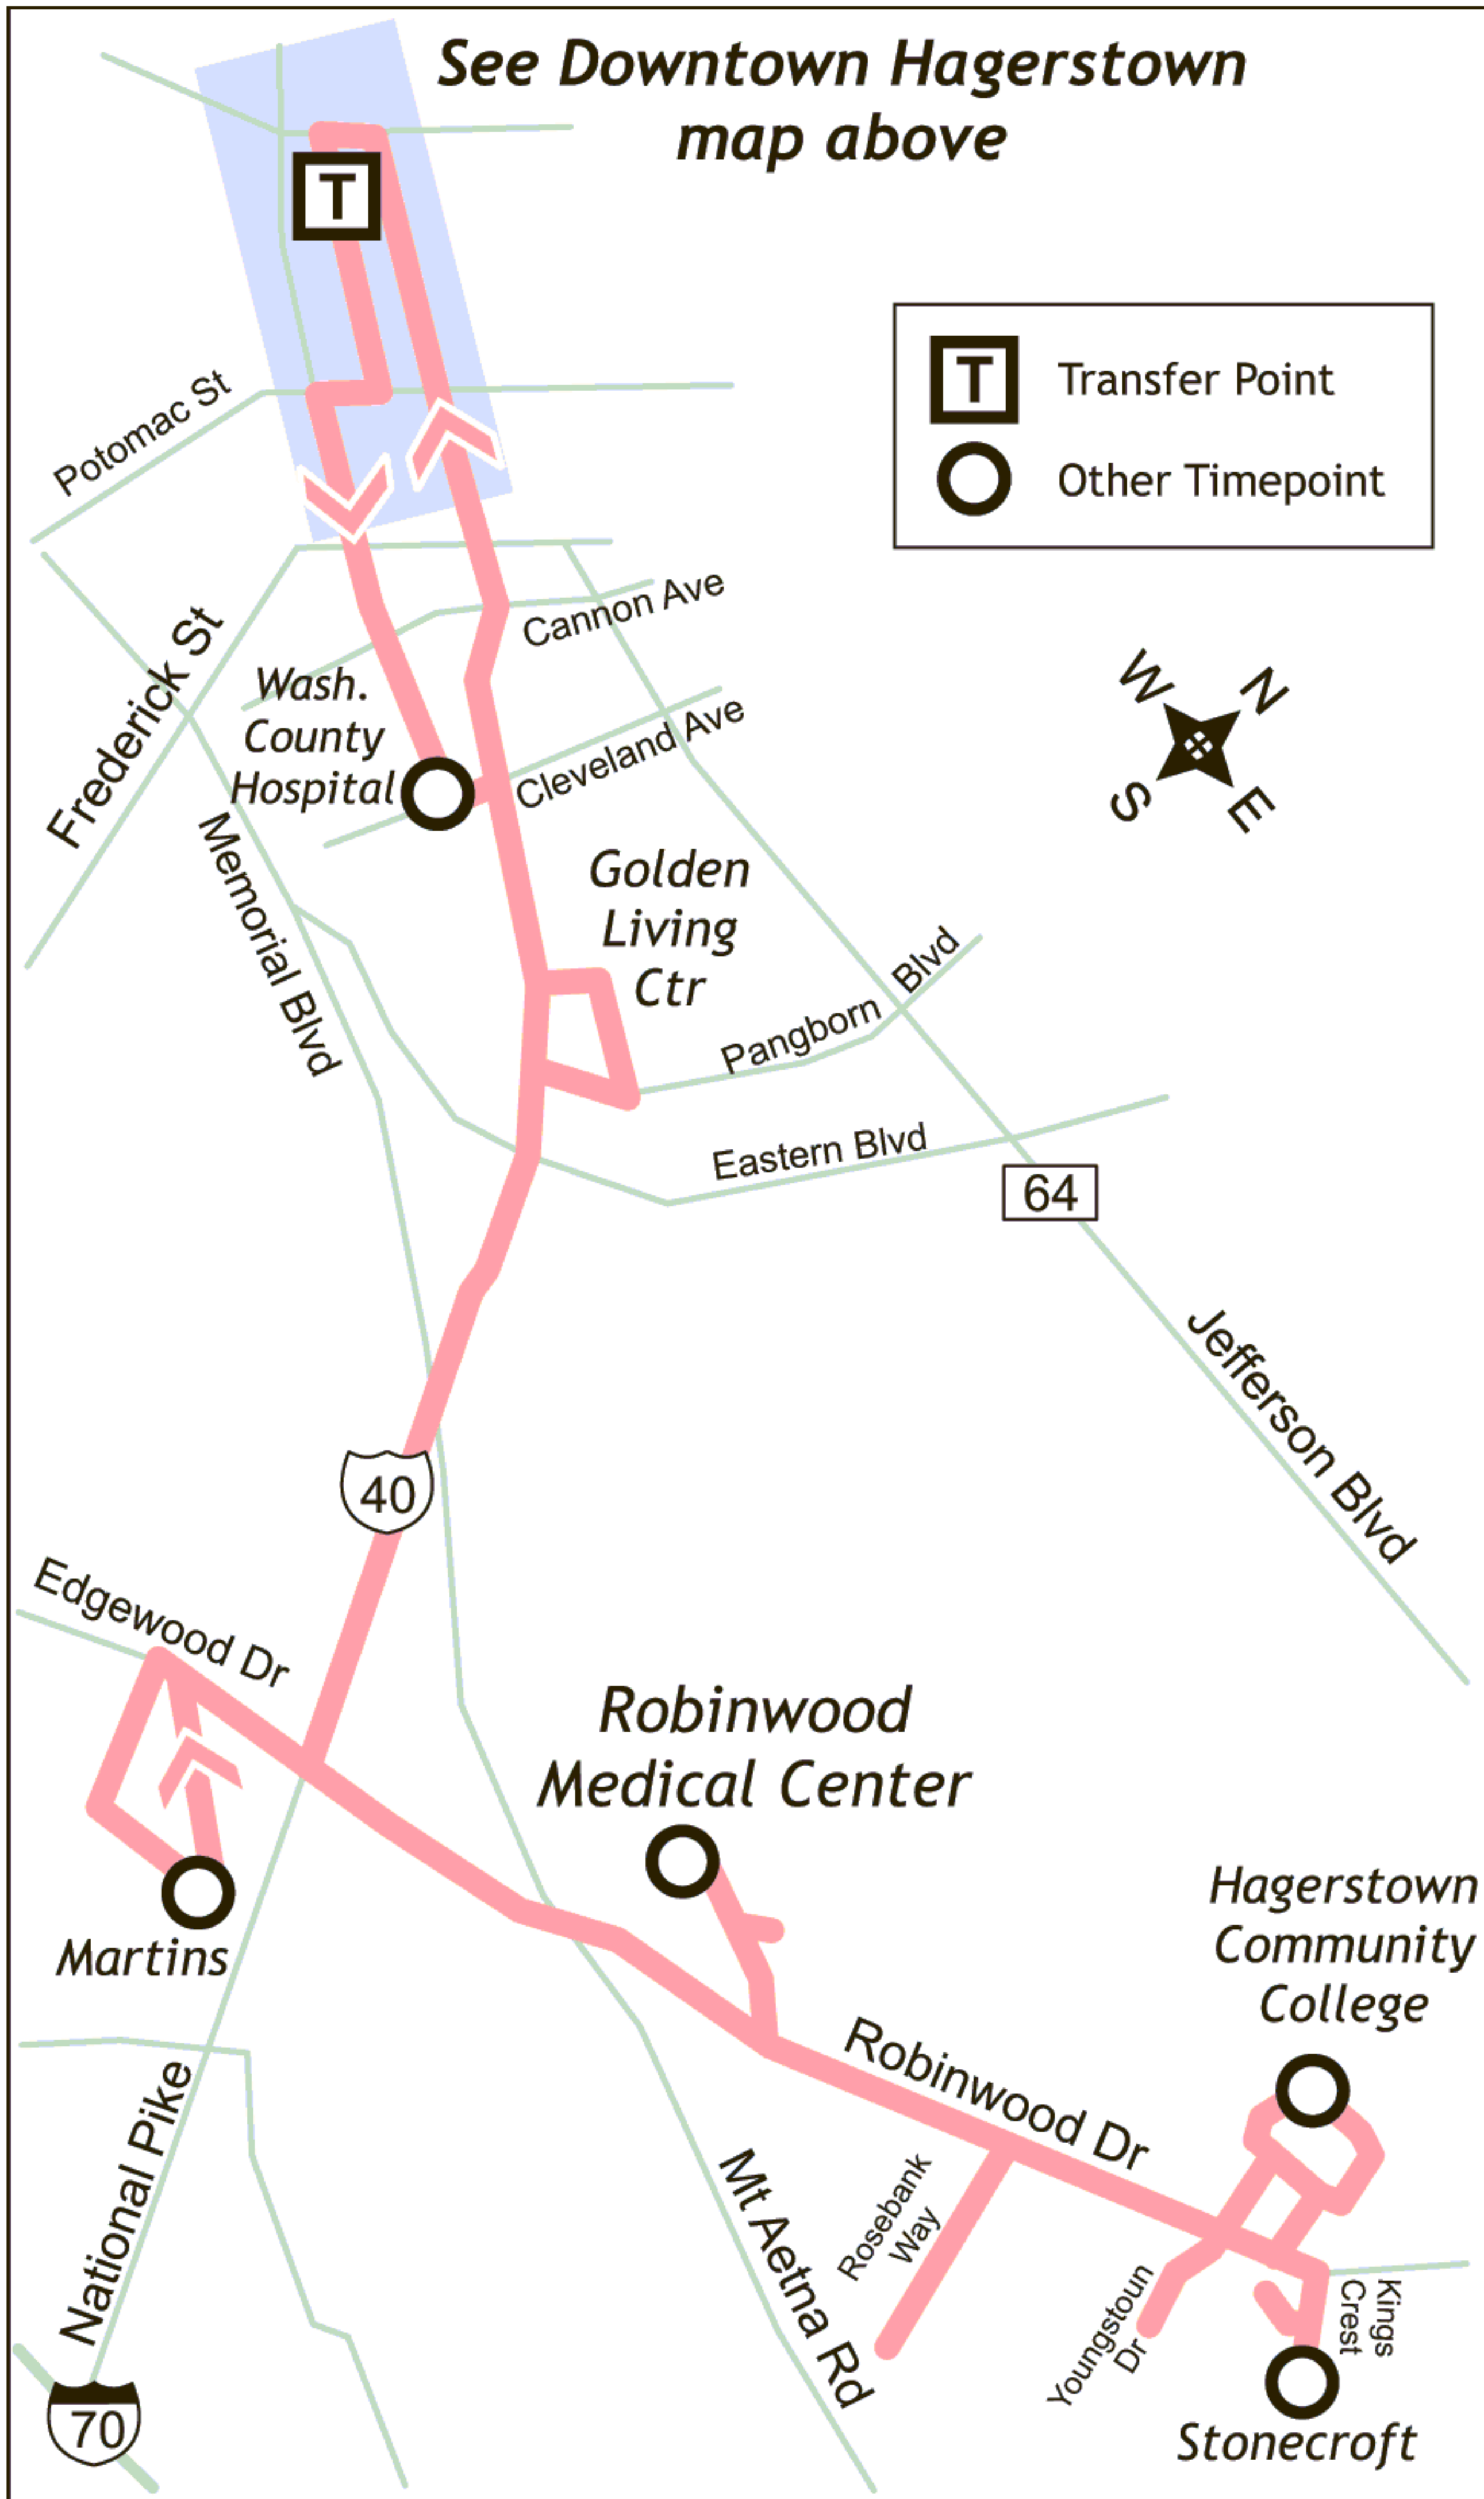 See Downtown Hagerstown
map above
T
T
Transfer Point
Other Timepoint
Potomac St
Cannon Ave
Frederick St
Wash.
County
Hospital
Cleveland Ave
W
N
S
E
Memorial Blvd
Golden
Living
Ctr
Pangborn Blvd
Eastern Blvd
64
Jefferson Blvd
40
Edgewood Dr
Robinwood
Medical Center
Martins
Hagerstown
Community
College
Robinwood Dr
National Pike
Mt Aetna Rd
Rosebank
Way
Youngstoun
Dr
Kings
Crest
70
Stonecroft